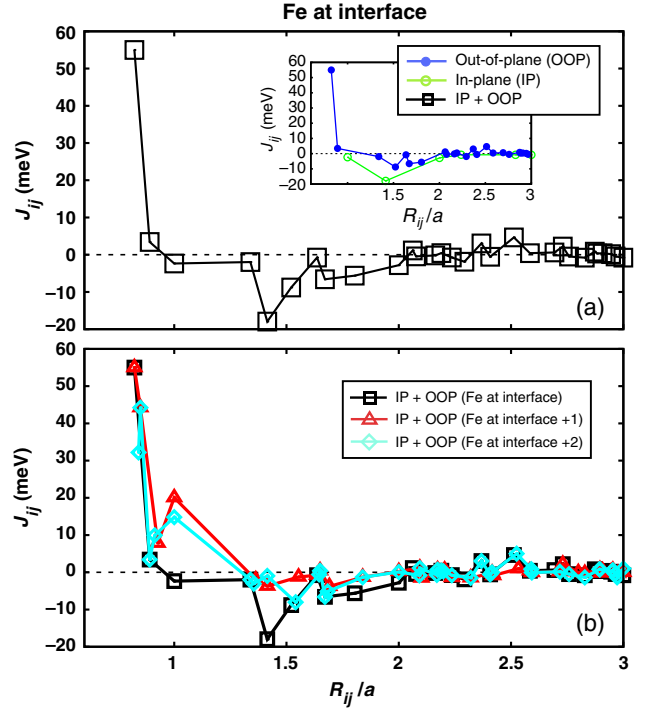 Fe at interface
60
50
40
30
20
10
0
−10
−20
J_ij (meV)
60
50
40
30
20
10
0
−10
−20
J_ij (meV)
1
1.5
2
2.5
3
R_ij/a
Out-of-plane (OOP)
In-plane (IP)
IP + OOP
(a)
60
50
40
30
20
10
0
−10
−20
J_ij (meV)
IP + OOP (Fe at interface)
IP + OOP (Fe at interface +1)
IP + OOP (Fe at interface +2)
(b)
1
1.5
2
2.5
3
R_ij/a